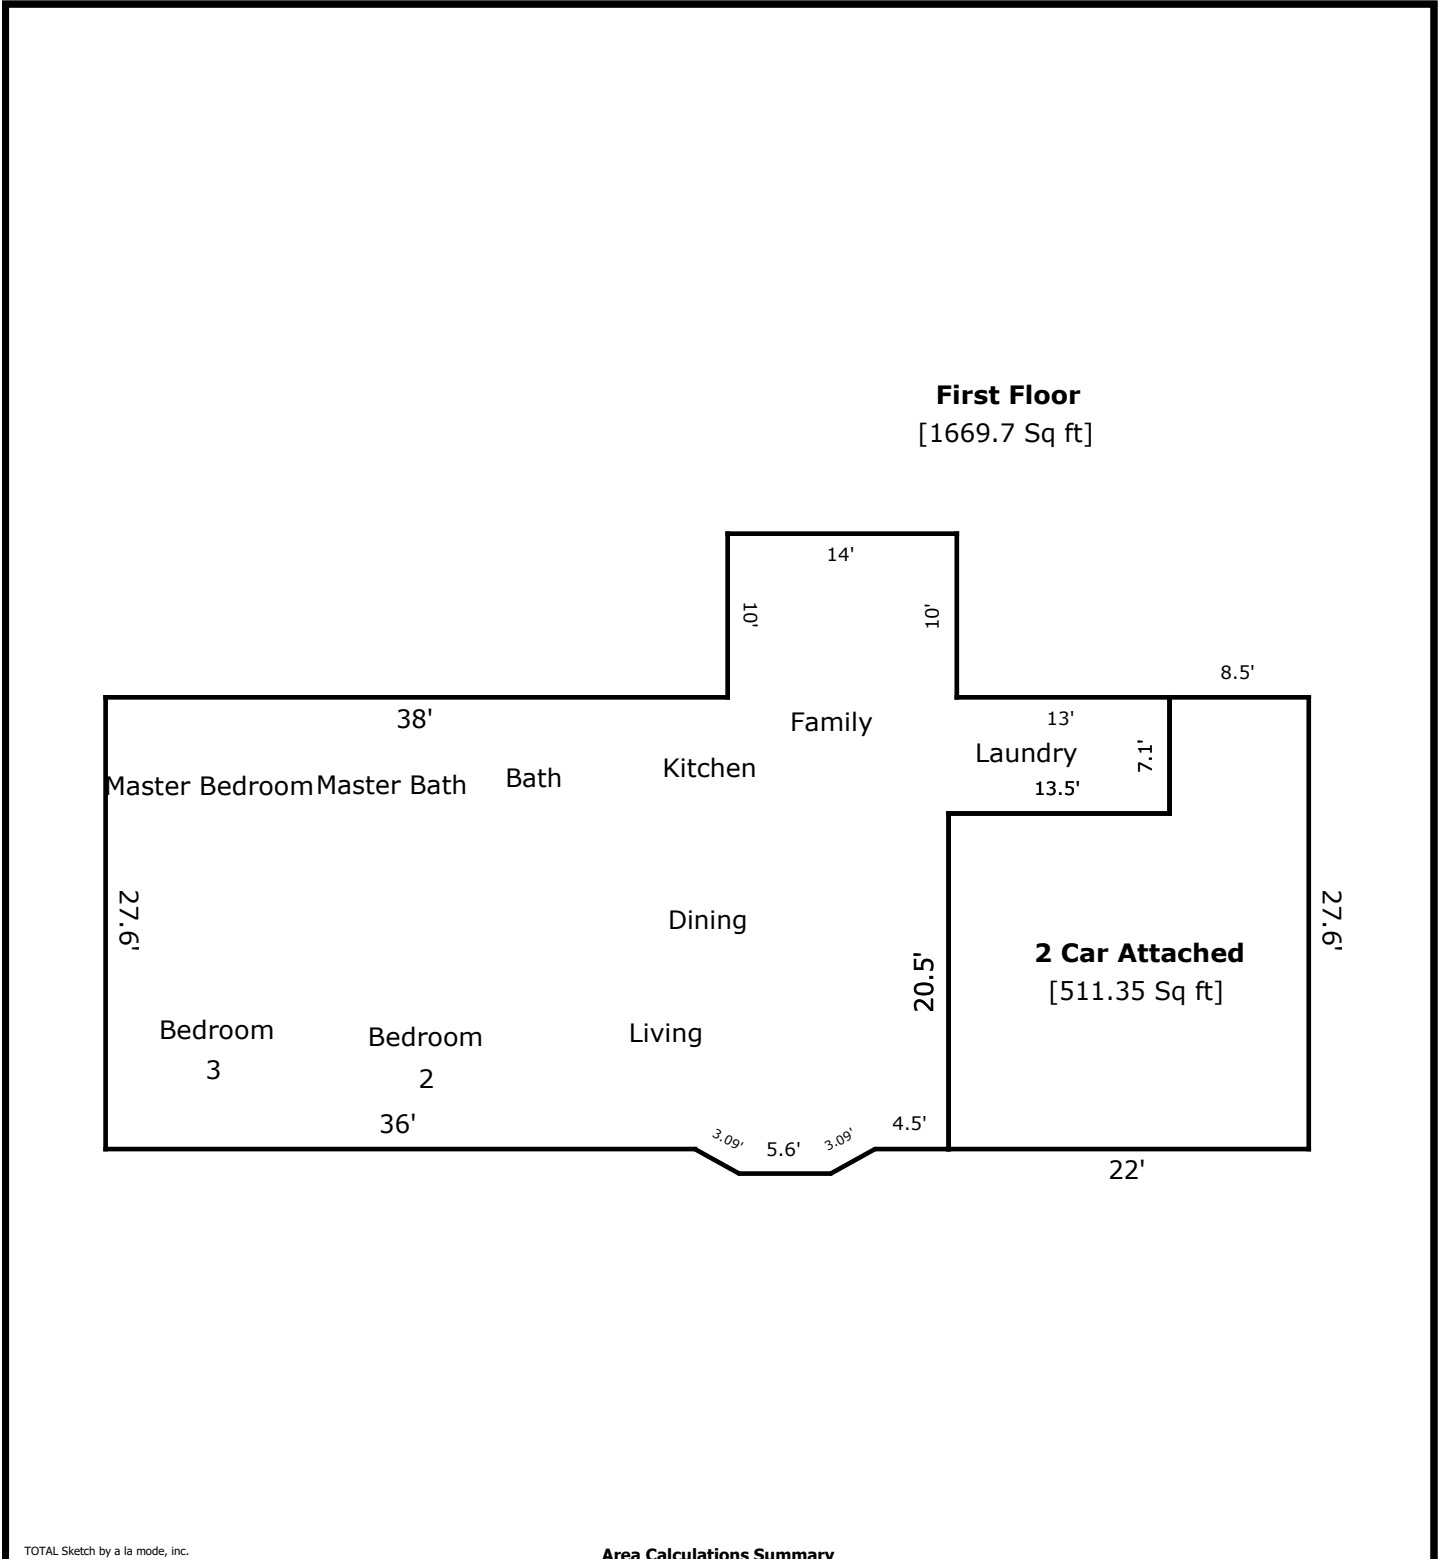 First Floor
[1669.7 Sq ft]
14'
10'
10'
8.5'
38'
Family
13'
Laundry
7.1'
Kitchen
Master Bedroom
Master Bath
Bath
13.5'
27.6'
27.6'
Dining
2 Car Attached
20.5'
[511.35 Sq ft]
Bedroom
3
Bedroom
2
Living
36'
3.09'
5.6'
3.09'
4.5'
22'
TOTAL Sketch by a la mode, inc.
Area Calculations Summary